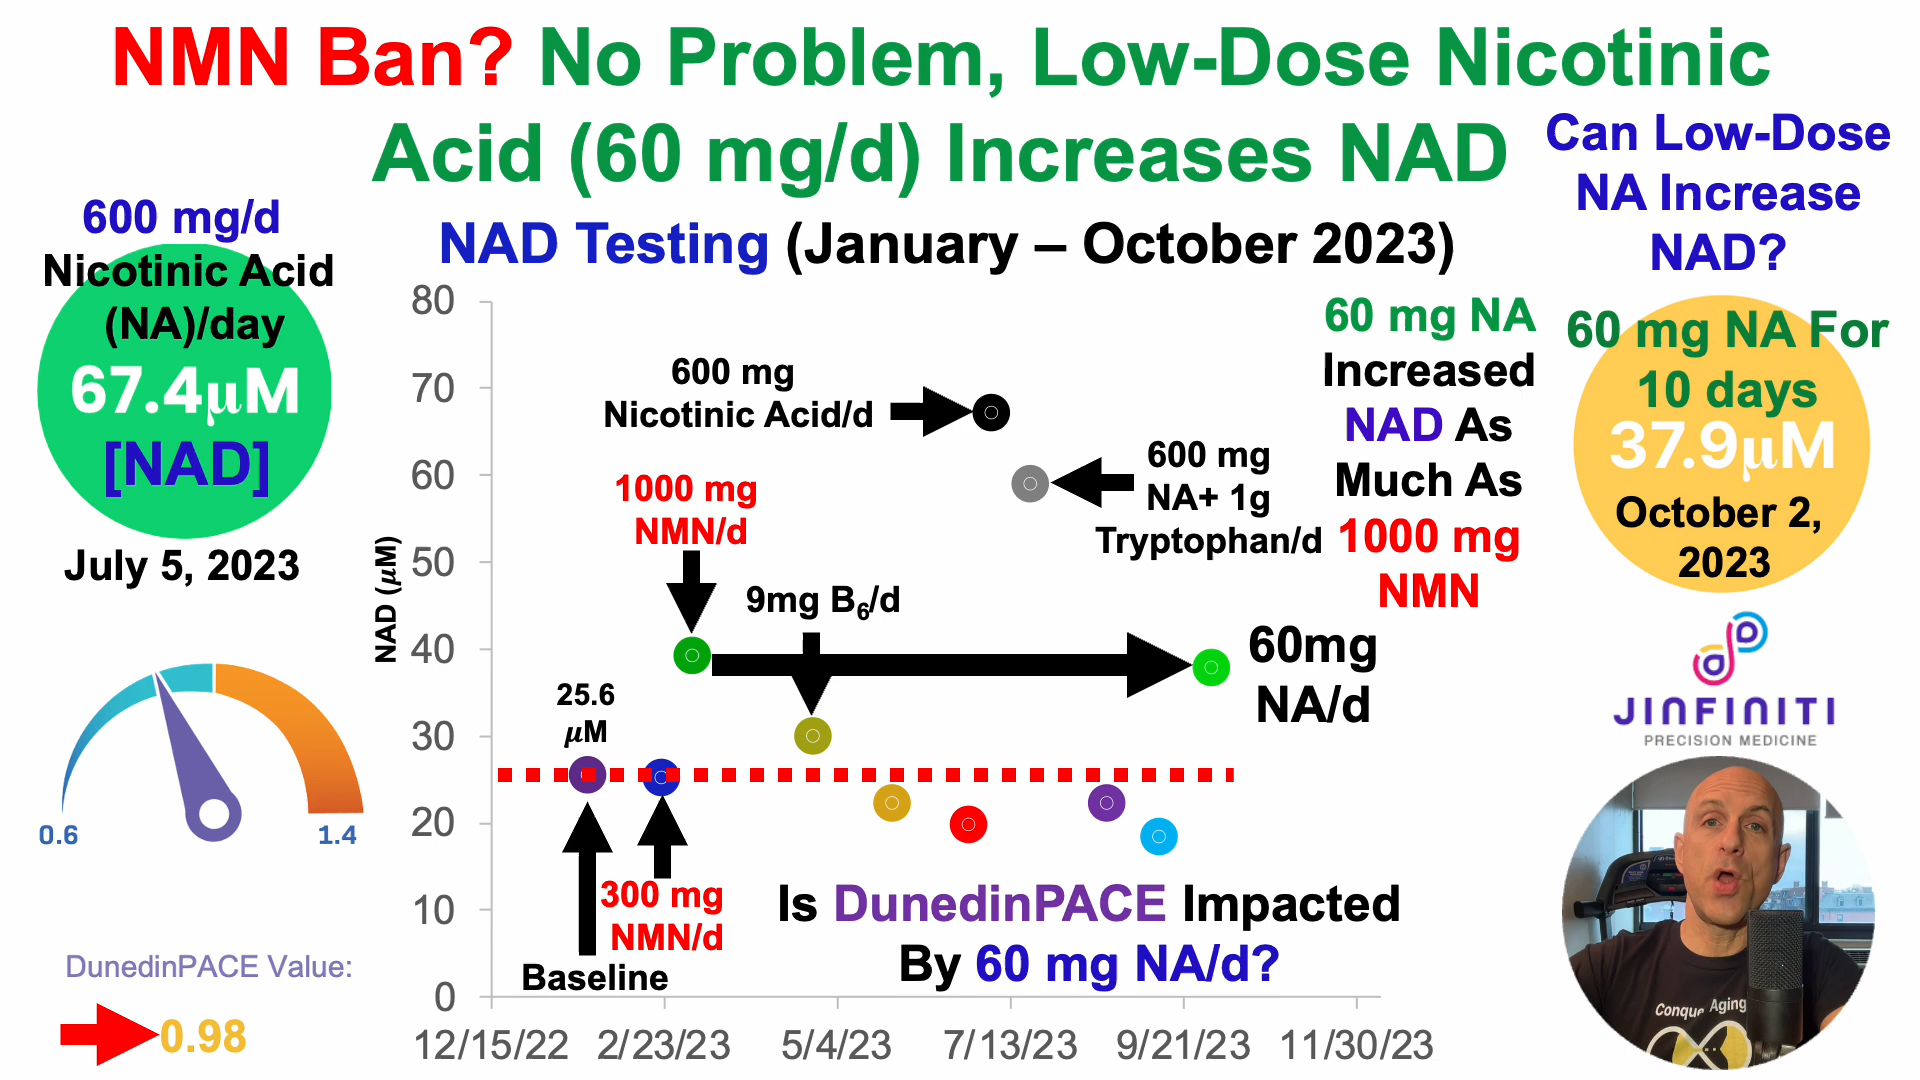 NMN Ban? No Problem, Low-Dose Nicotinic
Acid (60 mg/d) Increases NAD
600 mg/d
Nicotinic Acid
(NA)/day
67.4μM
[NAD]
July 5, 2023
0.6
1.4
DunedinPACE Value:
0.98
NAD Testing (January – October 2023)
NAD (μM)
80
70
60
50
40
30
20
10
0
12/15/22
2/23/23
5/4/23
7/13/23
9/21/23
11/30/23
600 mg
Nicotinic Acid/d
600 mg
NA+ 1g
Tryptophan/d
1000 mg
NMN/d
9mg B₆/d
60mg
NA/d
25.6
μM
300 mg
NMN/d
Baseline
Is DunedinPACE Impacted
By 60 mg NA/d?
60 mg NA
Increased
NAD As
Much As
1000 mg
NMN
Can Low-Dose
NA Increase
NAD?
60 mg NA For
10 days
37.9μM
October 2,
2023
JINFINITI
PRECISION MEDICINE
Aging